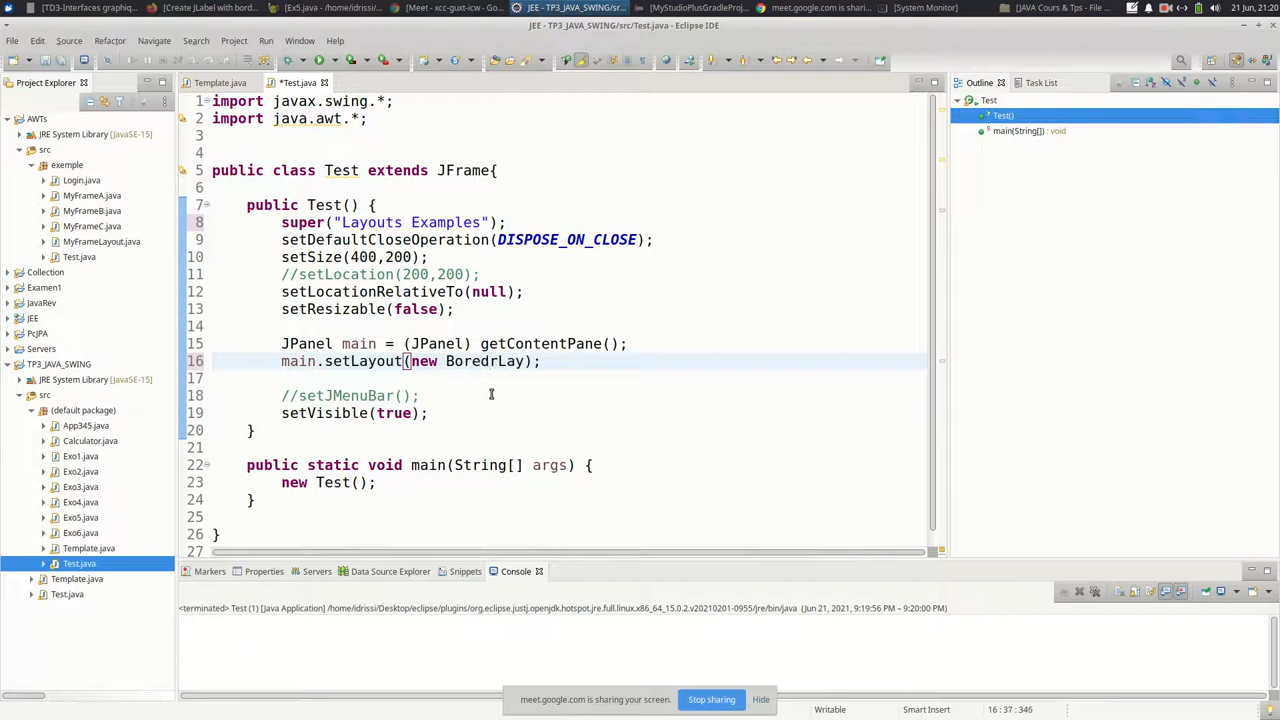 [TD3-Interfaces graphiq...
[Create JLabel with bord...
[Ex5.java - /home/idrissi/...
[Meet - xcc-guxt-icw - Go...
[JEE - TP3_JAVA_SWING/sr...
[MyStudioPlusGradleProj...
meet.google.com is shari...
[System Monitor]
[JAVA Cours & Tps - File ...
21 Jun, 21:20
JEE - TP3_JAVA_SWING/src/Test.java - Eclipse IDE
File Edit Source Refactor Navigate Search Project Run Window Help
Project Explorer
Template.java
*Test.java
Outline
Task List
AWTs
JRE System Library [JavaSE-15]
src
exemple
Login.java
MyFrameA.java
MyFrameB.java
MyFrameC.java
MyFrameLayout.java
Test.java
Collection
Examen1
JavaRev
JEE
PcJPA
Servers
TP3_JAVA_SWING
JRE System Library [JavaSE-15]
src
(default package)
App345.java
Calculator.java
Exo1.java
Exo2.java
Exo3.java
Exo4.java
Exo5.java
Exo6.java
Template.java
Test.java
Template.java
Test.java
1 import javax.swing.*;
2 import java.awt.*;
3
4
5 public class Test extends JFrame{
6
7 public Test() {
8 super("Layouts Examples");
9 setDefaultCloseOperation(DISPOSE_ON_CLOSE);
10 setSize(400,200);
11 //setLocation(200,200);
12 setLocationRelativeTo(null);
13 setResizable(false);
14
15 JPanel main = (JPanel) getContentPane();
16 main.setLayout(new BoredrLay);
17
18 //setJMenuBar();
19 setVisible(true);
20 }
21
22 public static void main(String[] args) {
23 new Test();
24 }
25
26 }
27
Test
Test()
main(String[]) : void
Markers
Properties
Servers
Data Source Explorer
Snippets
Console
<terminated> Test (1) [Java Application] /home/idrissi/Desktop/eclipse/plugins/org.eclipse.justj.openjdk.hotspot.jre.full.linux.x86_64_15.0.2.v20210201-0955/jre/bin/java (Jun 21, 2021, 9:19:56 PM – 9:20:00 PM)
meet.google.com is sharing your screen.
Stop sharing
Hide
Writable
Smart Insert
16 : 37 : 346